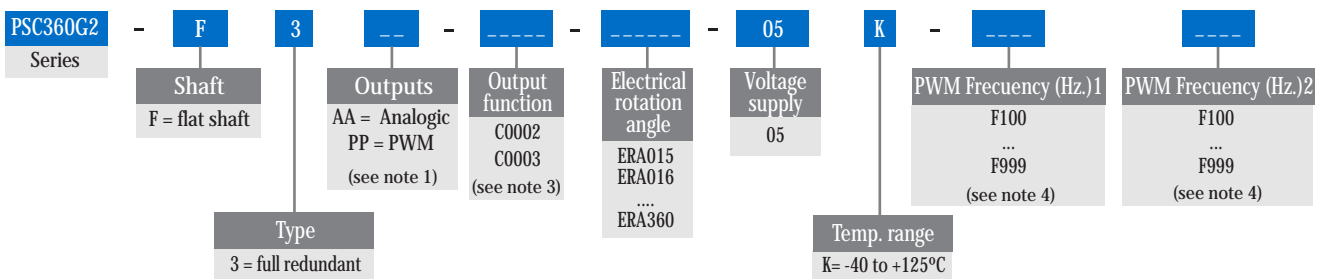 PSC360G2 - F 3 _ _ - _ _ _ _ _ - _ _ _ _ _ _ - 05 K - _ _ _ _ _ _ _ _
Series
Shaft
F = flat shaft
Outputs
AA = Analogic
PP = PWM
(see note 1)
Output
function
C0002
C0003
(see note 3)
Electrical
rotation
angle
ERA015
ERA016
....
ERA360
Voltage
supply
05
PWM Frecuency (Hz.)1
F100
...
F999
(see note 4)
PWM Frecuency (Hz.)2
F100
...
F999
(see note 4)
Type
3 = full redundant
Temp. range
K= -40 to +125ºC